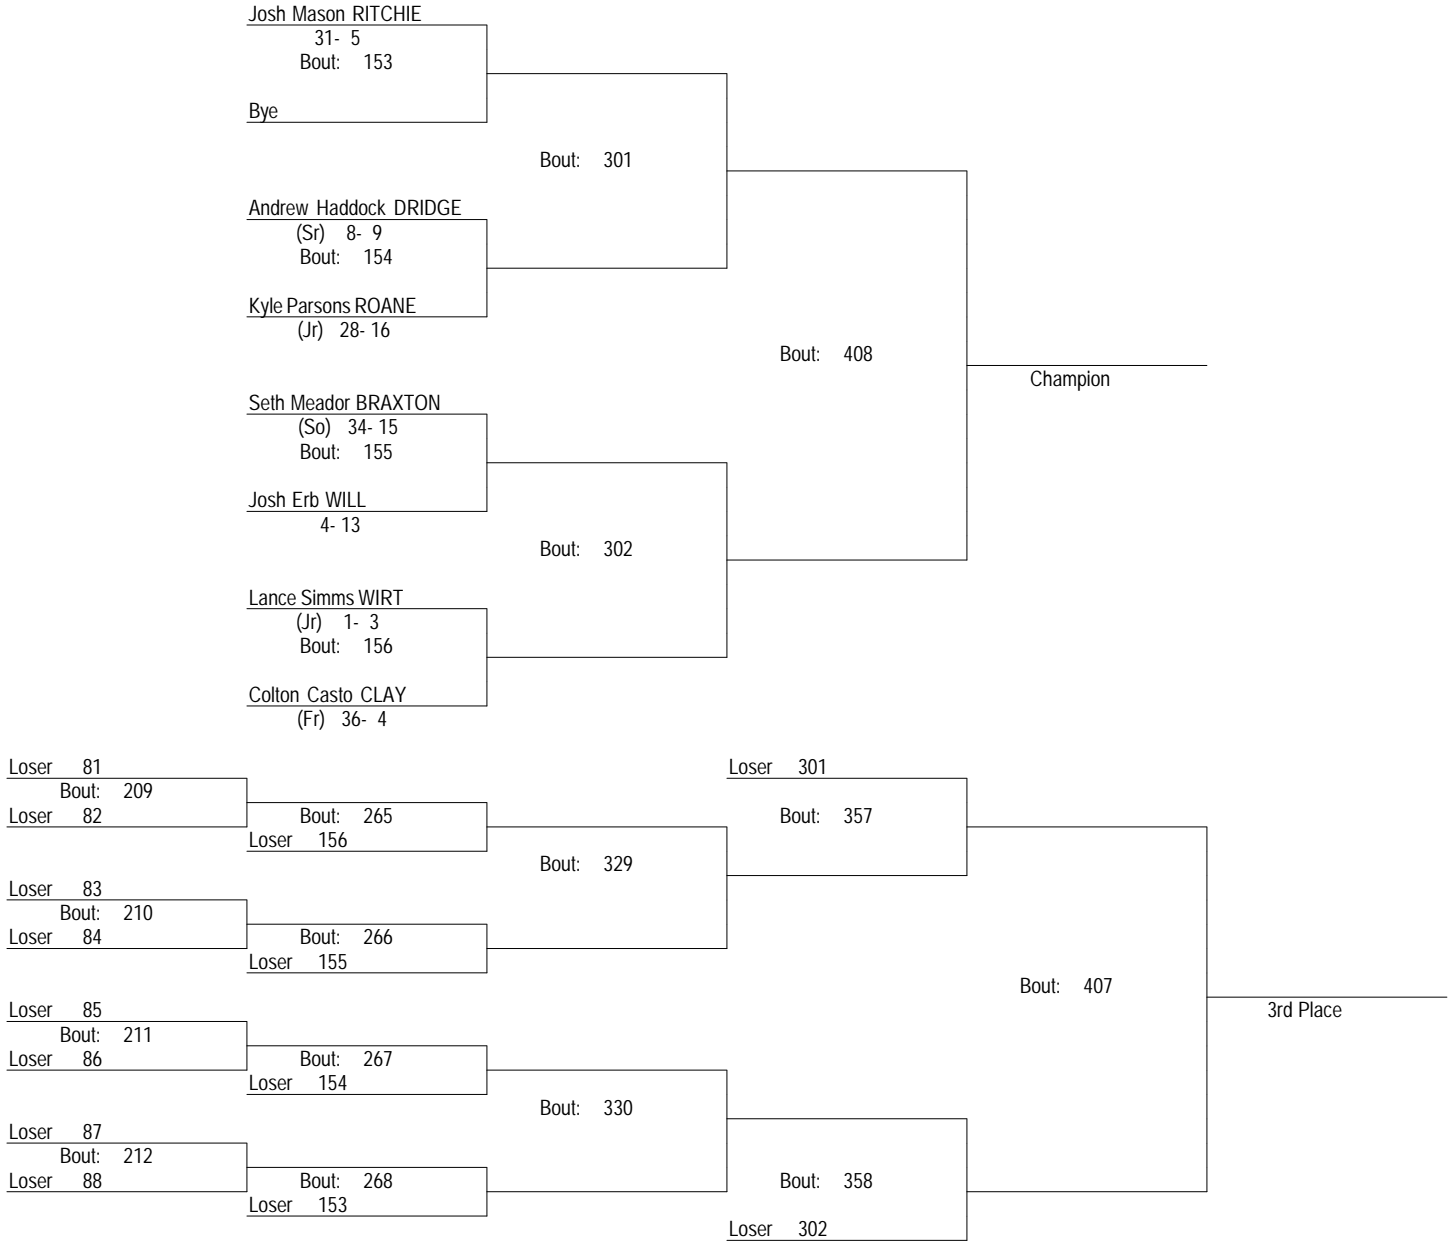 Josh Mason RITCHIE
31- 5
Bout: 153
Bye
Bout: 301
Andrew Haddock DRIDGE
(Sr) 8- 9
Bout: 154
Kyle Parsons ROANE
(Jr) 28- 16
Bout: 408
Champion
Seth Meador BRAXTON
(So) 34- 15
Bout: 155
Josh Erb WILL
4- 13
Bout: 302
Lance Simms WIRT
(Jr) 1- 3
Bout: 156
Colton Casto CLAY
(Fr) 36- 4
Loser 81
Bout: 209
Loser 82
Bout: 265
Loser 156
Bout: 329
Loser 301
Bout: 357
Loser 83
Bout: 210
Loser 84
Bout: 266
Loser 155
Bout: 407
3rd Place
Loser 85
Bout: 211
Loser 86
Bout: 267
Loser 154
Bout: 330
Loser 87
Bout: 212
Loser 88
Bout: 268
Loser 153
Bout: 358
Loser 302